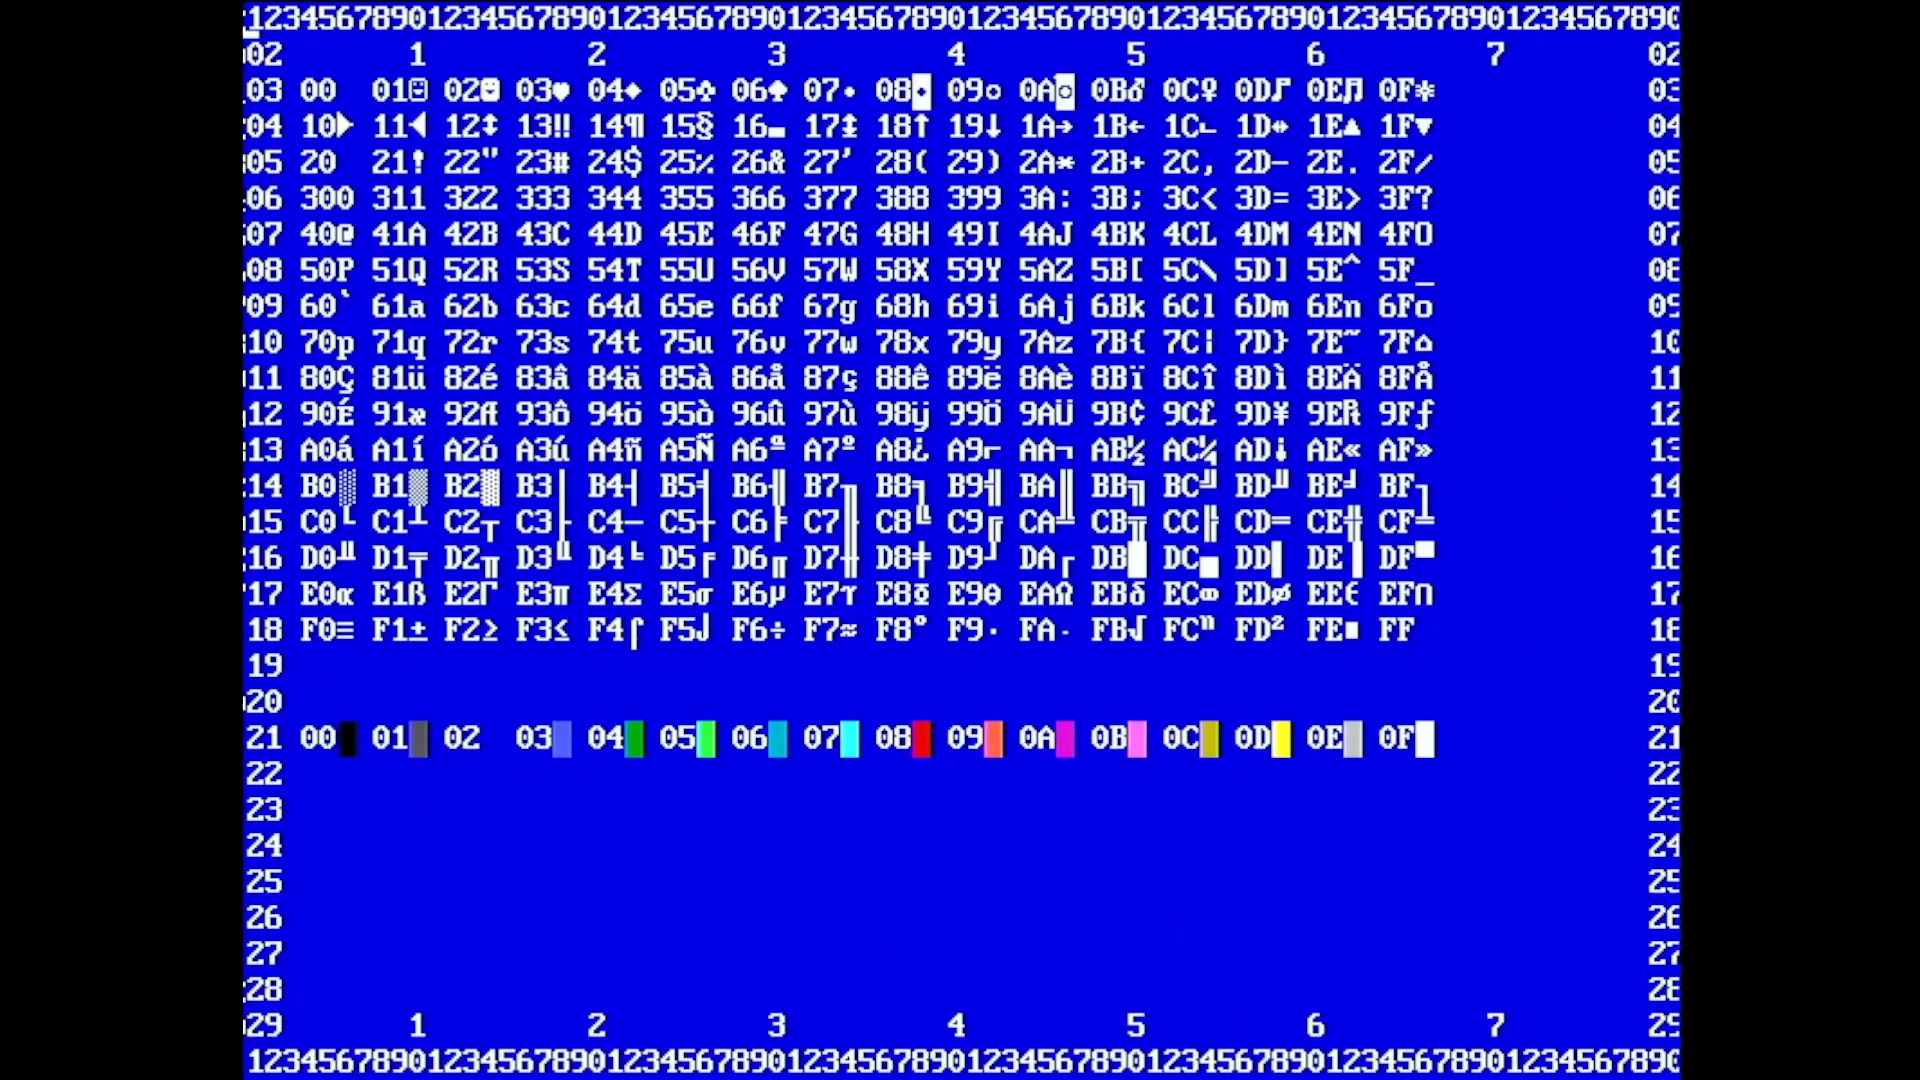 12345678901234567890123456789012345678901234567890123456789012345678901234567890
02 1 2 3 4 5 6 7 02
03 00 01☺ 02☻ 03♥ 04♦ 05♣ 06♠ 07• 08◘ 09○ 0A◙ 0B♂ 0C♀ 0D♪ 0E♫ 0F☼ 03
04 10► 11◄ 12↕ 13‼ 14¶ 15§ 16▬ 17↨ 18↑ 19↓ 1A→ 1B← 1C∟ 1D↔ 1E▲ 1F▼ 04
05 20 21! 22" 23# 24$ 25% 26& 27' 28( 29) 2A* 2B+ 2C, 2D- 2E. 2F/ 05
06 300 311 322 333 344 355 366 377 388 399 3A: 3B; 3C< 3D= 3E> 3F? 06
07 40@ 41A 42B 43C 44D 45E 46F 47G 48H 49I 4AJ 4BK 4CL 4DM 4EN 4FO 07
08 50P 51Q 52R 53S 54T 55U 56V 57W 58X 59Y 5AZ 5B[ 5C\ 5D] 5E^ 5F_ 08
09 60` 61a 62b 63c 64d 65e 66f 67g 68h 69i 6Aj 6Bk 6Cl 6Dm 6En 6Fo 09
10 70p 71q 72r 73s 74t 75u 76v 77w 78x 79y 7Az 7B{ 7C¦ 7D} 7E~ 7F⌂ 10
11 80Ç 81ü 82é 83â 84ä 85à 86å 87ç 88ê 89ë 8Aè 8Bï 8Cî 8Dì 8EÄ 8FÅ 11
12 90É 91æ 92Æ 93ô 94ö 95ò 96û 97ù 98ÿ 99Ö 9AÜ 9B¢ 9C£ 9D¥ 9E₧ 9Fƒ 12
13 A0á A1í A2ó A3ú A4ñ A5Ñ A6ª A7º A8¿ A9⌐ AA¬ AB½ AC¼ AD¡ AE« AF» 13
14 B0░ B1▒ B2▓ B3│ B4┤ B5╡ B6╢ B7╖ B8╕ B9╣ BA║ BB╗ BC╝ BD╜ BE╛ BF┐ 14
15 C0└ C1┴ C2┬ C3├ C4─ C5┼ C6╞ C7╟ C8╚ C9╔ CA╩ CB╦ CC╠ CD═ CE╬ CF╧ 15
16 D0╨ D1╤ D2╥ D3╙ D4╘ D5╒ D6╓ D7╫ D8╪ D9┘ DA┌ DB█ DC▄ DD▌ DE▐ DF▀ 16
17 E0α E1ß E2Γ E3π E4Σ E5σ E6µ E7τ E8Φ E9Θ EAΩ EBδ EC∞ EDφ EEε EF∩ 17
18 F0≡ F1± F2≥ F3≤ F4⌠ F5⌡ F6÷ F7≈ F8° F9∙ FA· FB√ FCⁿ FD² FE■ FF 18
19 19
20 20
21 00 01 02 03 04 05 06 07 08 09 0A 0B 0C 0D 0E 0F 21
22 22
23 23
24 24
25 25
26 26
27 27
28 28
29 1 2 3 4 5 6 7 29
12345678901234567890123456789012345678901234567890123456789012345678901234567890